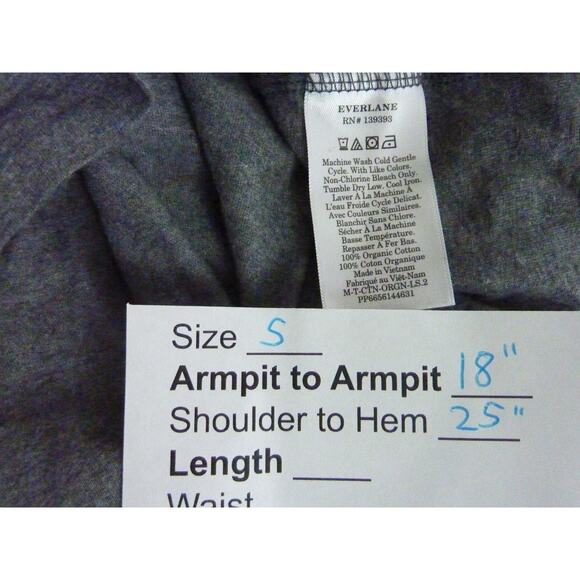 EVERLANE
RN# 139393
Machine Wash Cold Gentle
Cycle. With Like Colors.
Non-Chlorine Bleach Only.
Tumble Dry Low. Cool Iron.
Laver À La Machine À
L'eau Froide Cycle Delicat.
Avec Couleurs Similaires.
Blanchir Sans Chlore.
Sécher À La Machine
Basse Température.
Repasser À Fer Bas.
100% Organic Cotton
100% Coton Organique
Made in Vietnam
Fabriqué au Viêt-Nam
M-T-CTN-ORGN-LS.2
PP6656144631
Size S
Armpit to Armpit 18"
Shoulder to Hem 25"
Length
Waist